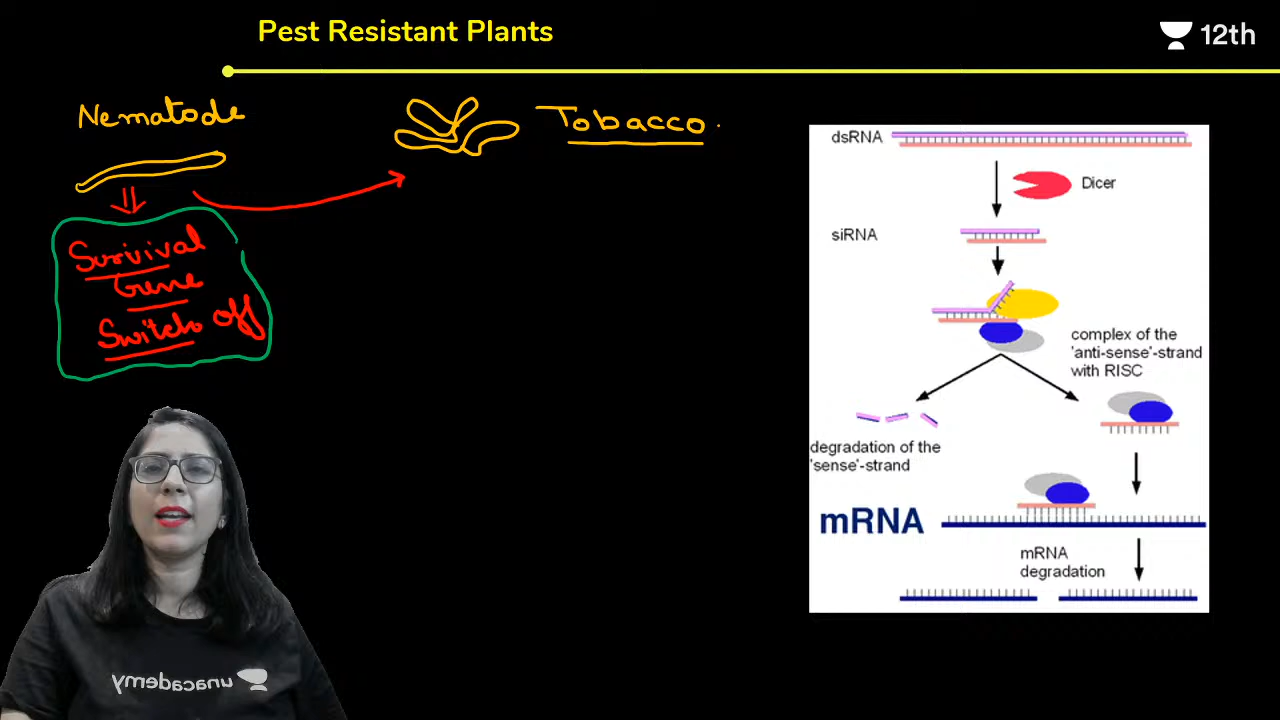 Pest Resistant Plants
12th
Nematode
Tobacco
Survival
Gene
Switch off
dsRNA
Dicer
siRNA
complex of the
'anti-sense'-strand
with RISC
degradation of the
'sense'-strand
mRNA
mRNA
degradation
unacademy